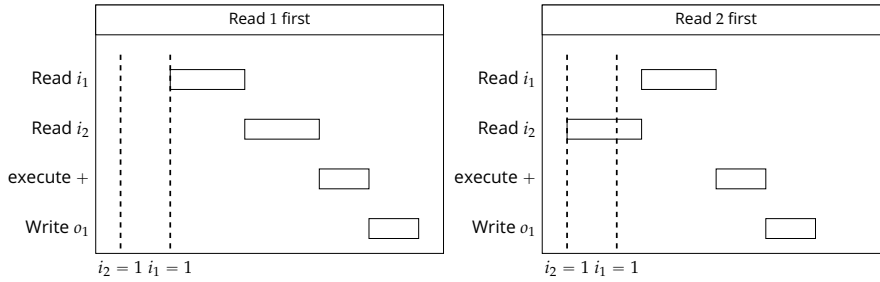 Read 1 first
Read i₁
Read i₂
execute +
Write o₁
i₂ = 1 i₁ = 1
Read 2 first
Read i₁
Read i₂
execute +
Write o₁
i₂ = 1 i₁ = 1